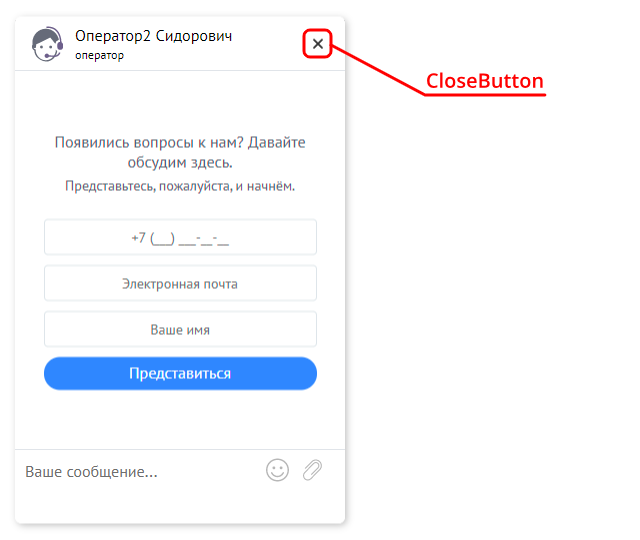 Оператор2 Сидорович
оператор
CloseButton
Появились вопросы к нам? Давайте
обсудим здесь.
Представьтесь, пожалуйста, и начнём.
+7 (___) ___-__-__
Электронная почта
Ваше имя
Представиться
Ваше сообщение...